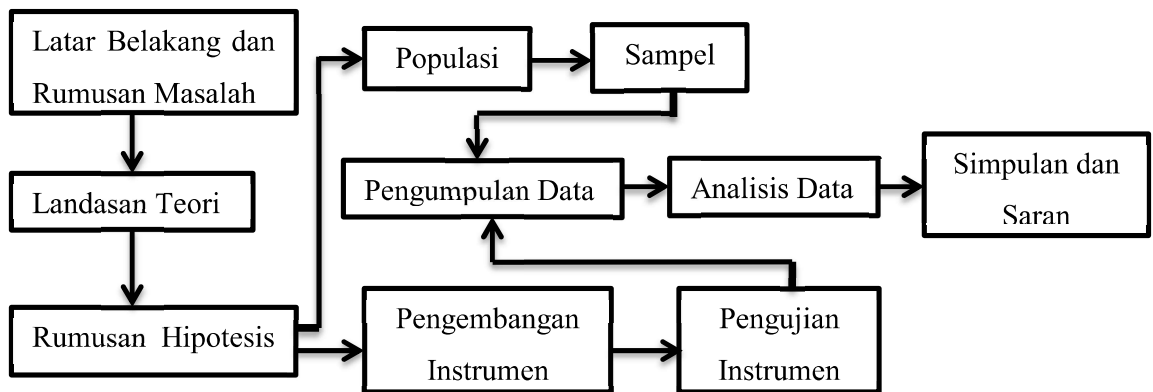 Latar Belakang dan
Rumusan Masalah
Landasan Teori
Rumusan Hipotesis
Populasi
Sampel
Pengumpulan Data
Analisis Data
Simpulan dan
Saran
Pengembangan
Instrumen
Pengujian
Instrumen